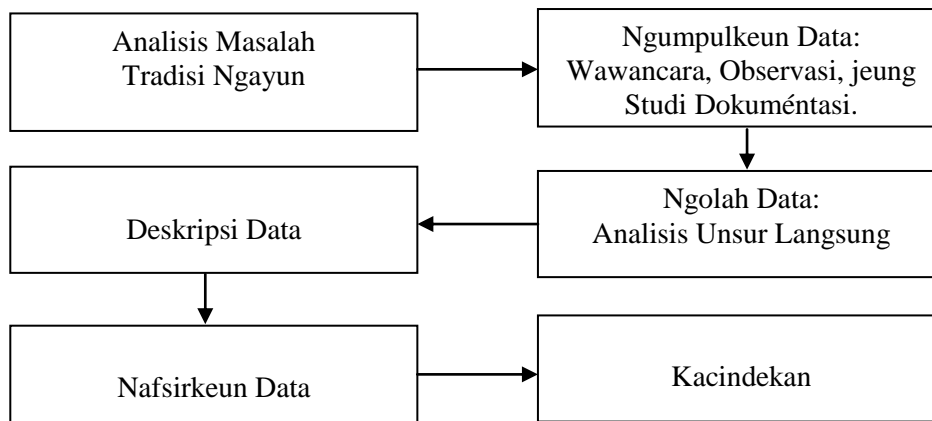 Analisis Masalah
Tradisi Ngayun
Ngumpulkeun Data:
Wawancara, Observasi, jeung
Studi Dokuméntasi.
Ngolah Data:
Analisis Unsur Langsung
Deskripsi Data
Nafsirkeun Data
Kacindekan